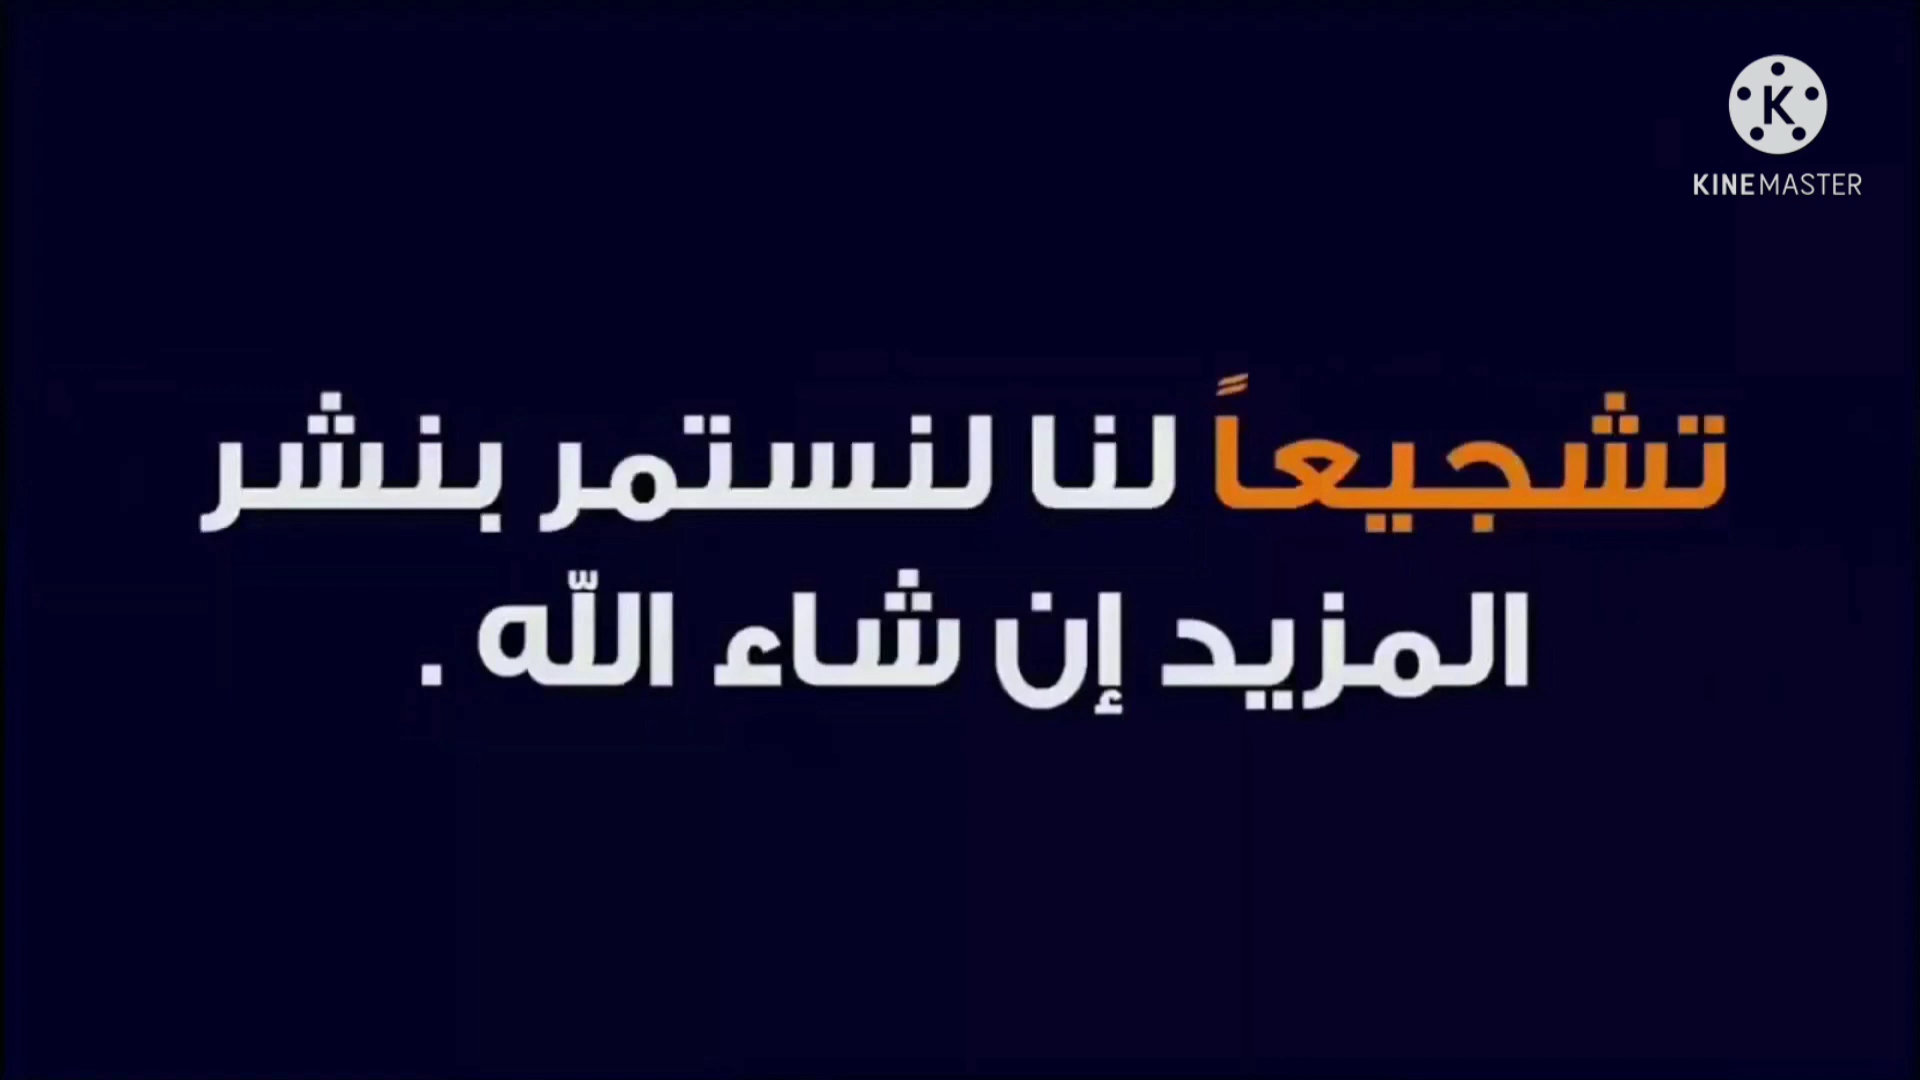 KINEMASTER
تشجيعاً لنا لنستمر بنشر
المزيد إن شاء الله .